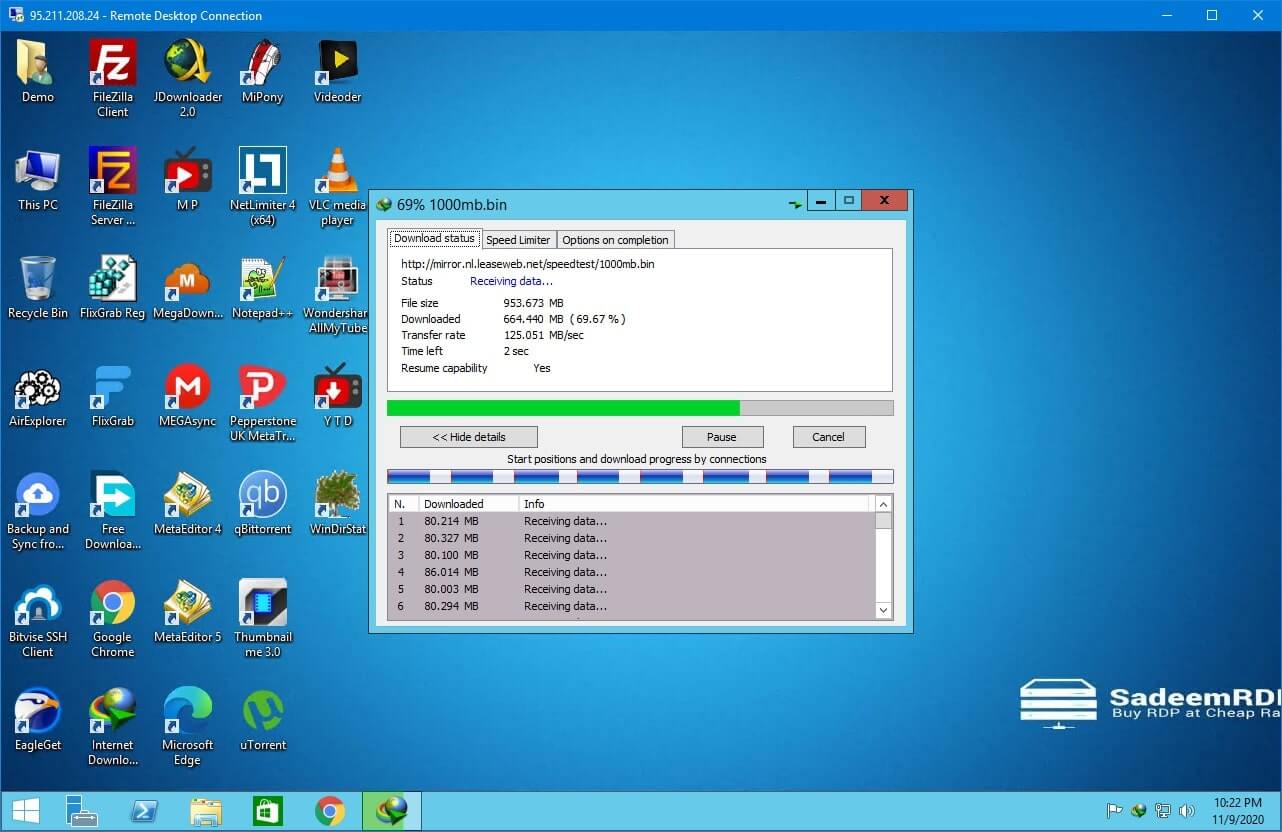 95.211.208.24 - Remote Desktop Connection
Demo
FileZilla
Client
JDownloader
2.0
MiPony
Videoder
This PC
FileZilla
Server ...
M P
NetLimiter 4
(x64)
VLC media
player
Recycle Bin
FlixGrab Reg
MegaDown...
Notepad++
Wondershar
AllMyTube
AirExplorer
FlixGrab
MEGAsync
Pepperstone
UK MetaTr...
Y T D
Backup and
Sync fro...
Free
Downloa...
MetaEditor 4
qBittorrent
WinDirStat
Bitvise SSH
Client
Google
Chrome
MetaEditor 5
Thumbnail
me 3.0
EagleGet
Internet
Downlo...
Microsoft
Edge
uTorrent
69% 1000mb.bin
Download status
Speed Limiter
Options on completion
http://mirror.nl.leaseweb.net/speedtest/1000mb.bin
Status Receiving data...
File size 953.673 MB
Downloaded 664.440 MB ( 69.67 % )
Transfer rate 125.051 MB/sec
Time left 2 sec
Resume capability Yes
<< Hide details
Pause
Cancel
Start positions and download progress by connections
N. Downloaded Info
1 80.214 MB Receiving data...
2 80.327 MB Receiving data...
3 80.100 MB Receiving data...
4 86.014 MB Receiving data...
5 80.003 MB Receiving data...
6 80.294 MB Receiving data...
SadeemRD
Buy RDP at Cheap Ra
10:22 PM
11/9/2020